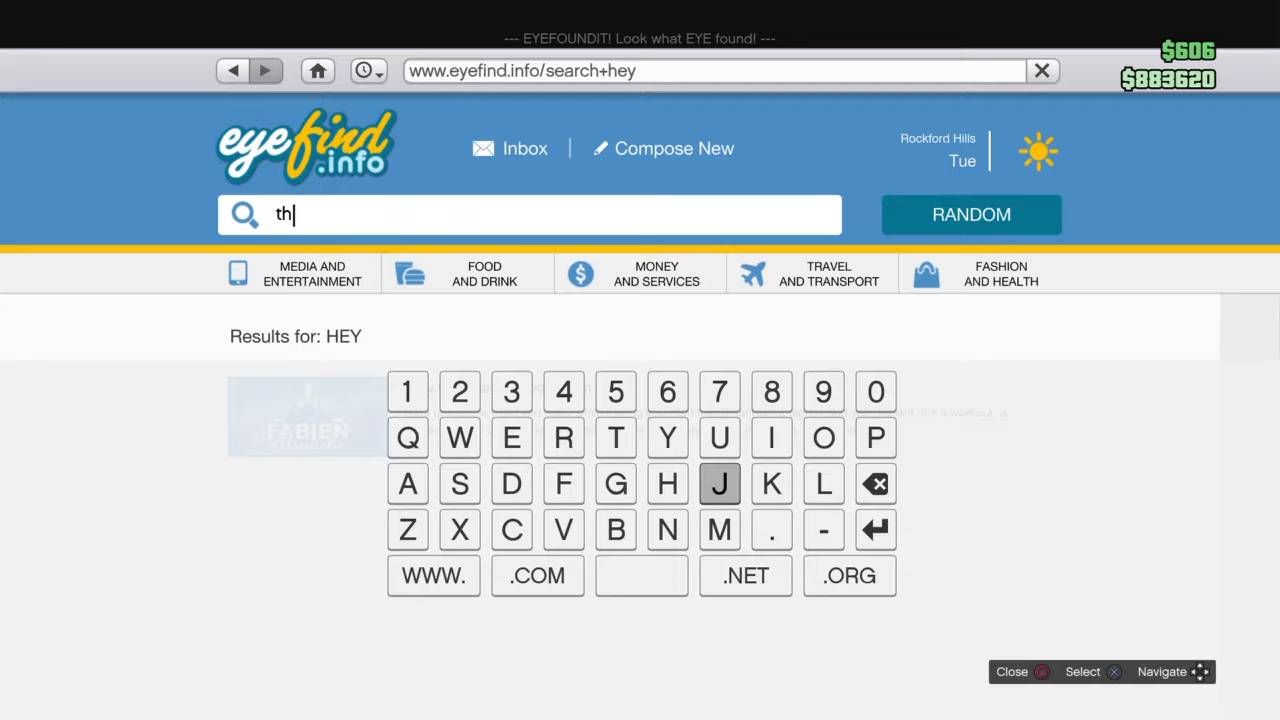 --- EYEFOUNDIT! Look what EYE found! ---
$606
www.eyefind.info/search+hey
$883620
eyefind
.info
Inbox
Compose New
Rockford Hills
Tue
th
RANDOM
MEDIA AND
ENTERTAINMENT
FOOD
AND DRINK
MONEY
AND SERVICES
TRAVEL
AND TRANSPORT
FASHION
AND HEALTH
Results for: HEY
FABIEN
1 2 3 4 5 6 7 8 9 0
Q W E R T Y U I O P
A S D F G H J K L
Z X C V B N M . -
WWW. .COM .NET .ORG
Close Select Navigate